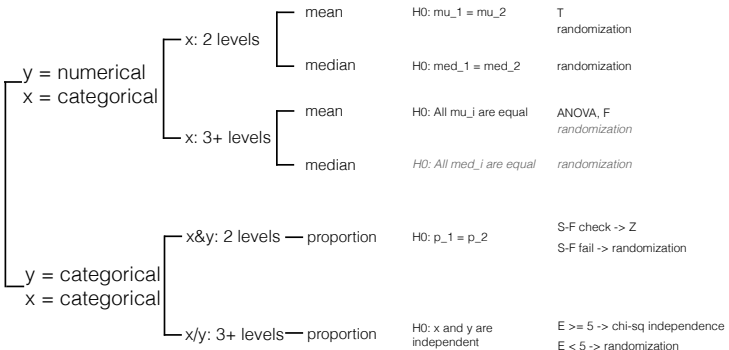 mean
H0: mu_1 = mu_2
T
randomization
x: 2 levels
median
H0: med_1 = med_2
randomization
y = numerical
x = categorical
mean
H0: All mu_i are equal
ANOVA, F
randomization
x: 3+ levels
median
H0: All med_i are equal
randomization
x&y: 2 levels
proportion
H0: p_1 = p_2
S-F check -> Z
S-F fail -> randomization
y = categorical
x = categorical
x/y: 3+ levels
proportion
H0: x and y are
independent
E >= 5 -> chi-sq independence
E < 5 -> randomization